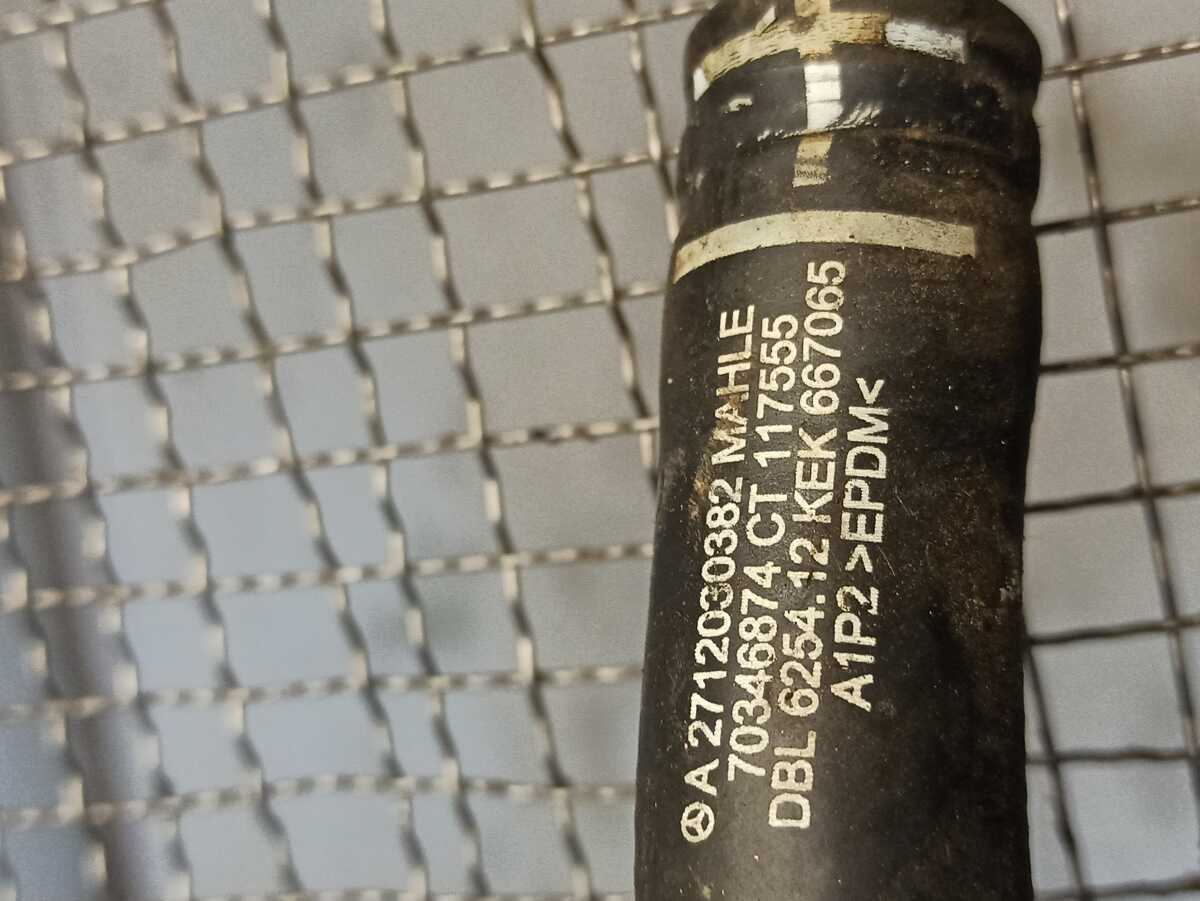 A 2712030382 MAHLE
70346874 CT 117555
DBL 6254.12 KEK 667065
A1P2 >EPDM<